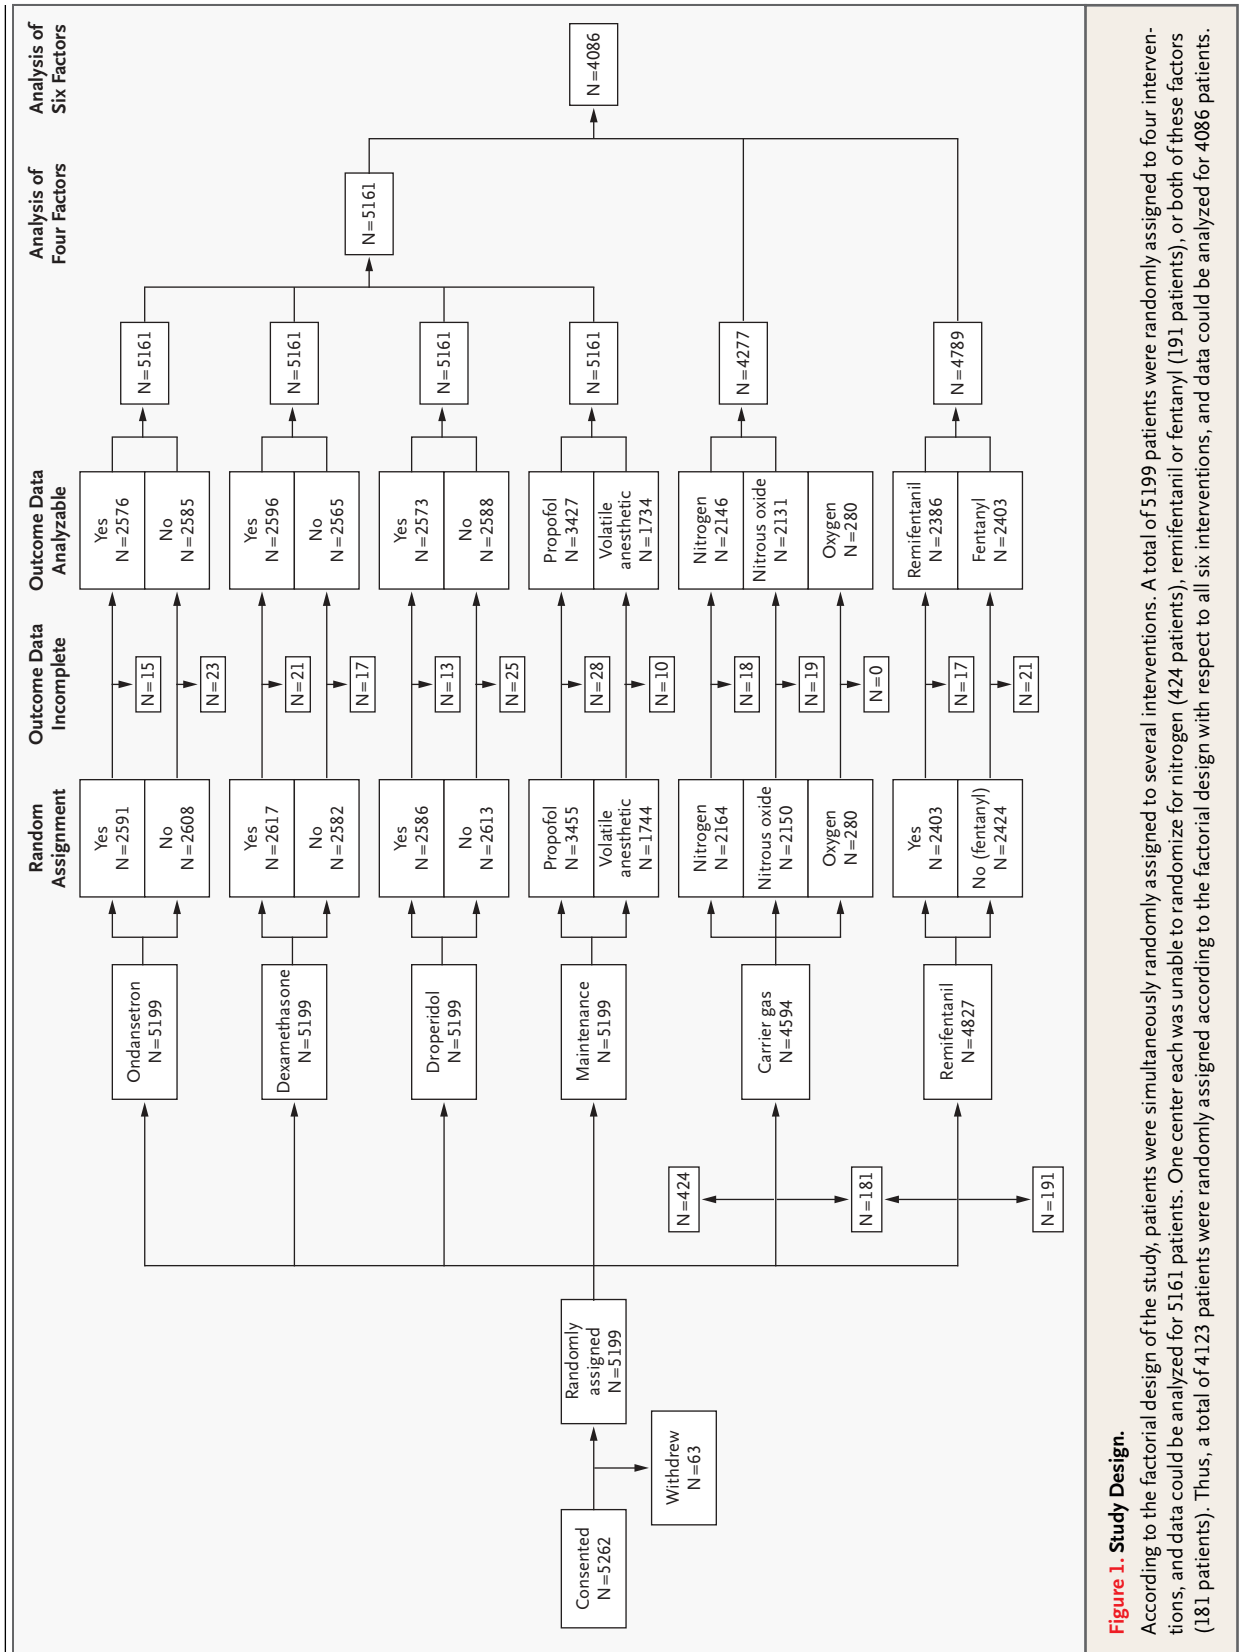 Random
Assignment
Outcome Data
Incomplete
Outcome Data
Analyzable
Analysis of
Four Factors
Analysis of
Six Factors
Consented
N=5262
Withdrew
N=63
Randomly
assigned
N=5199
N=424
N=181
N=191
Ondansetron
N=5199
Yes
N=2591
No
N=2608
N=15
N=23
Yes
N=2576
No
N=2585
N=5161
Dexamethasone
N=5199
Yes
N=2617
No
N=2582
N=21
N=17
Yes
N=2596
No
N=2565
N=5161
Droperidol
N=5199
Yes
N=2586
No
N=2613
N=13
N=25
Yes
N=2573
No
N=2588
N=5161
Maintenance
N=5199
Propofol
N=3455
Volatile
anesthetic
N=1744
N=28
N=10
Propofol
N=3427
Volatile
anesthetic
N=1734
N=5161
Carrier gas
N=4594
Nitrogen
N=2164
Nitrous oxide
N=2150
Oxygen
N=280
N=18
N=19
N=0
Nitrogen
N=2146
Nitrous oxide
N=2131
Oxygen
N=280
N=4277
Remifentanil
N=4827
Yes
N=2403
No (fentanyl)
N=2424
N=17
N=21
Remifentanil
N=2386
Fentanyl
N=2403
N=4789
N=5161
N=4086
Figure 1. Study Design.
According to the factorial design of the study, patients were simultaneously randomly assigned to several interventions. A total of 5199 patients were randomly assigned to four interven-
tions, and data could be analyzed for 5161 patients. One center each was unable to randomize for nitrogen (424 patients), remifentanil or fentanyl (191 patients), or both of these factors
(181 patients). Thus, a total of 4123 patients were randomly assigned according to the factorial design with respect to all six interventions, and data could be analyzed for 4086 patients.